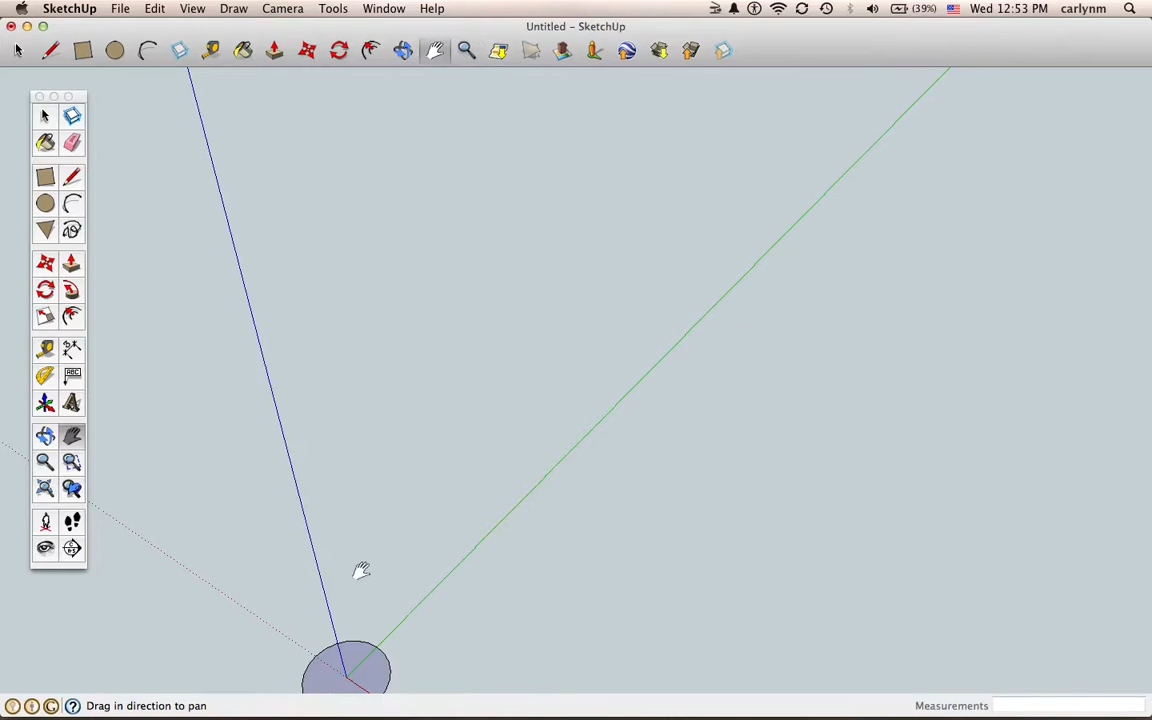 SketchUp File Edit View Draw Camera Tools Window Help (39%) Wed 12:53 PM carlynm
Untitled – SketchUp
ABC
A
Drag in direction to pan
Measurements